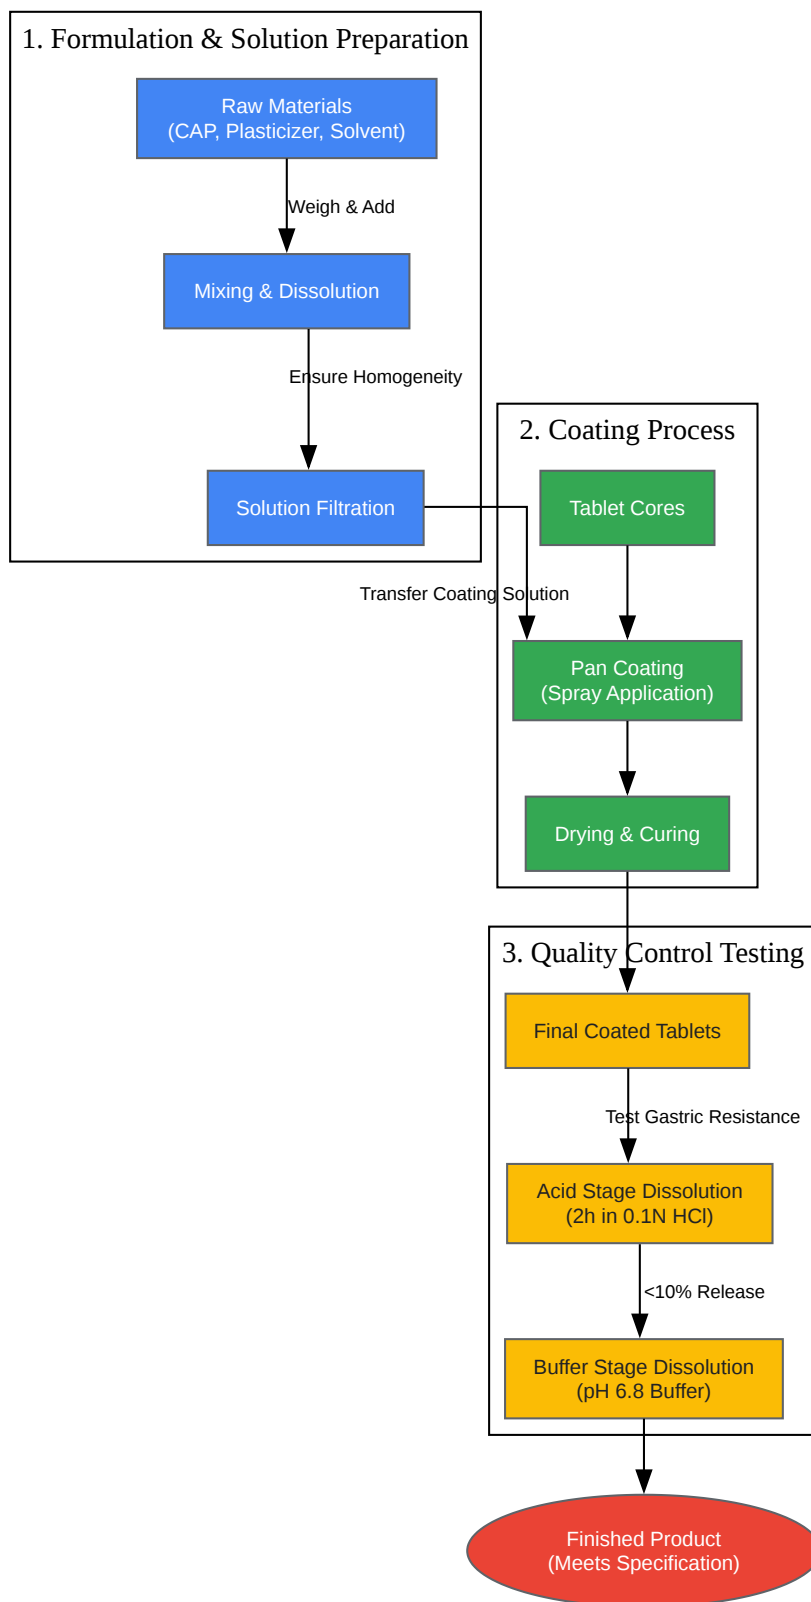 1. Formulation & Solution Preparation
Raw Materials
(CAP, Plasticizer, Solvent)
Weigh & Add
Mixing & Dissolution
Ensure Homogeneity
Solution Filtration
2. Coating Process
Tablet Cores
Transfer Coating Solution
Pan Coating
(Spray Application)
Drying & Curing
3. Quality Control Testing
Final Coated Tablets
Test Gastric Resistance
Acid Stage Dissolution
(2h in 0.1N HCl)
<10% Release
Buffer Stage Dissolution
(pH 6.8 Buffer)
Finished Product
(Meets Specification)